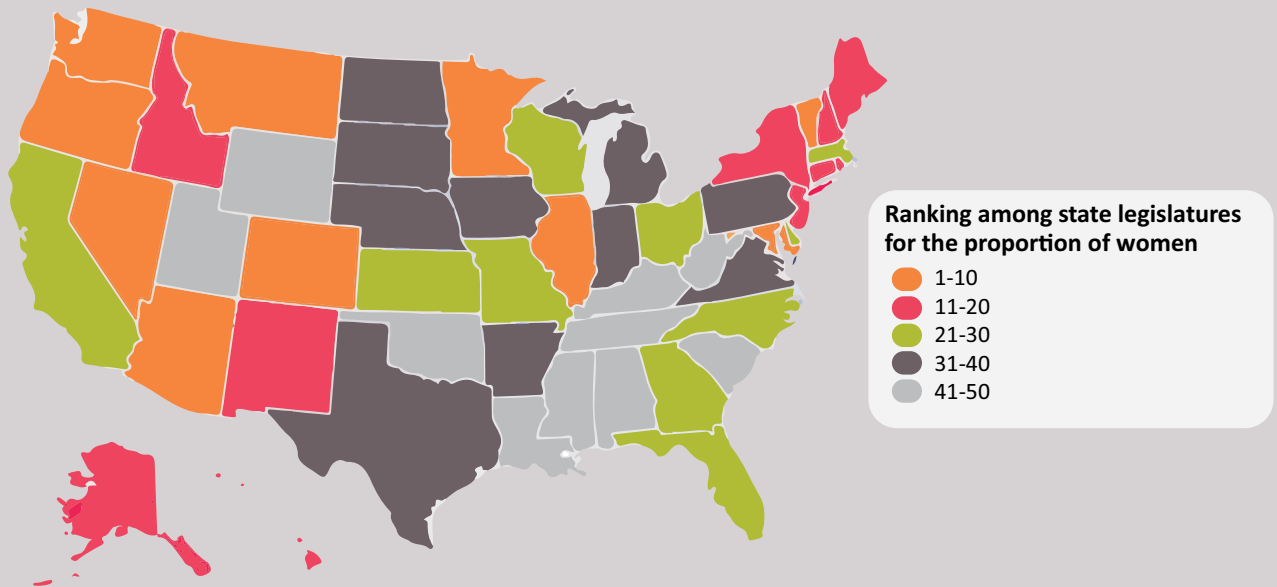 Ranking among state legislatures
for the proportion of women
1-10
11-20
21-30
31-40
41-50